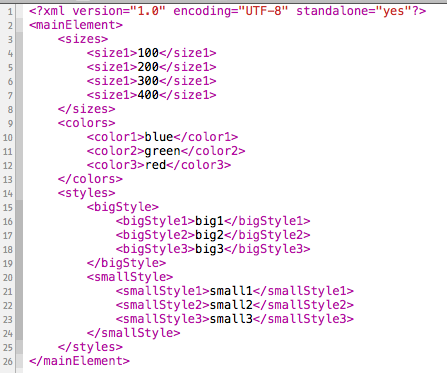 1 <?xml version="1.0" encoding="UTF-8" standalone="yes"?>
2 <mainElement>
3     <sizes>
4         <size1>100</size1>
5         <size1>200</size1>
6         <size1>300</size1>
7         <size1>400</size1>
8     </sizes>
9     <colors>
10         <color1>blue</color1>
11         <color2>green</color2>
12         <color3>red</color3>
13     </colors>
14     <styles>
15         <bigStyle>
16             <bigStyle1>big1</bigStyle1>
17             <bigStyle2>big2</bigStyle2>
18             <bigStyle3>big3</bigStyle3>
19         </bigStyle>
20         <smallStyle>
21             <smallStyle1>small1</smallStyle1>
22             <smallStyle2>small2</smallStyle2>
23             <smallStyle3>small3</smallStyle3>
24         </smallStyle>
25     </styles>
26 </mainElement>